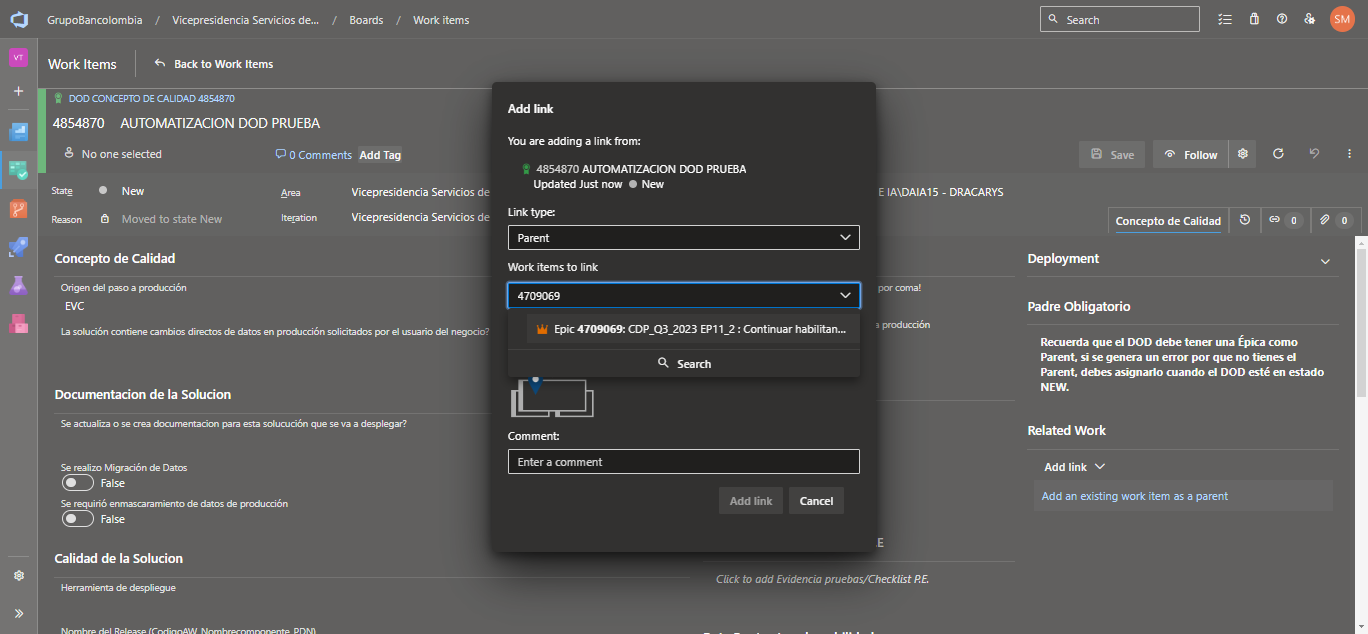 GrupoBancolombia / Vicepresidencia Servicios de... / Boards / Work items
Search
SM
VT
Work Items
Back to Work Items
DOD CONCEPTO DE CALIDAD 4854870
4854870 AUTOMATIZACION DOD PRUEBA
No one selected
0 Comments
Add Tag
Save
Follow
State
New
Area
Vicepresidencia Servicios de
E IA\DAIA15 - DRACARYS
Reason
Moved to state New
Iteration
Vicepresidencia Servicios de
Concepto de Calidad
0
0
Concepto de Calidad
Origen del paso a producción
EVC
La solución contiene cambios directos de datos en producción solicitados por el usuario del negocio?
Documentacion de la Solucion
Se actualiza o se crea documentacion para esta solucución que se va a desplegar?
Se realizo Migración de Datos
False
Se requirió enmascaramiento de datos de producción
False
Calidad de la Solucion
Herramienta de despliegue
Nombre del Release (CodigoAW_Nombrecomponente_PDN)
Add link
You are adding a link from:
4854870 AUTOMATIZACION DOD PRUEBA
Updated Just now
New
Link type:
Parent
Work items to link
4709069
Epic 4709069: CDP_Q3_2023 EP11_2 : Continuar habilitan...
Search
Comment:
Enter a comment
Add link
Cancel
por coma!
a producción
E
Click to add Evidencia pruebas/Checklist P.E.
Deployment
Padre Obligatorio
Recuerda que el DOD debe tener una Épica como
Parent, si se genera un error por que no tienes el
Parent, debes asignarlo cuando el DOD esté en estado
NEW.
Related Work
Add link
Add an existing work item as a parent